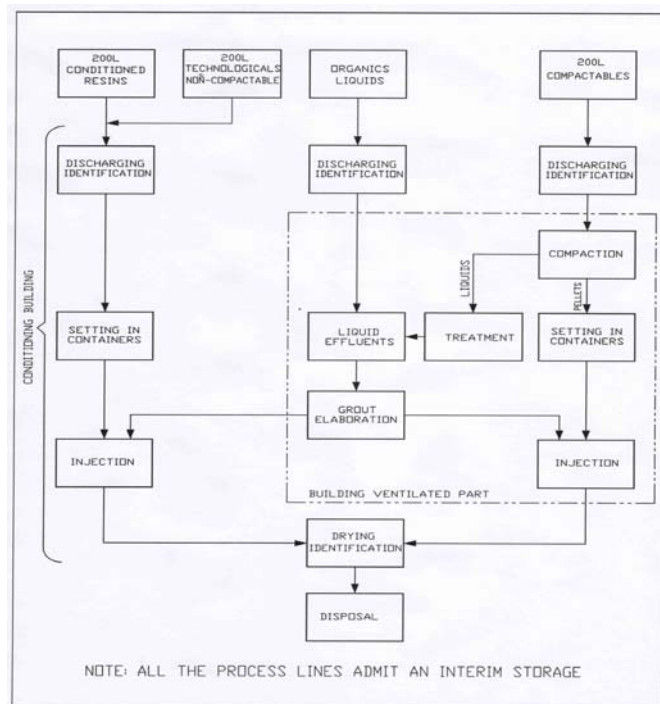 200L
CONDITIONED
RESINS
200L
TECHNOLOGICALS
NOÑ-COMPACTABLE
ORGANICS
LIQUIDS
200L
COMPACTABLES
DISCHARGING
IDENTIFICATION
DISCHARGING
IDENTIFICATION
DISCHARGING
IDENTIFICATION
COMPACTION
LIQUIDS
PELLETS
CONDITIONING BUILDING
SETTING IN
CONTAINERS
LIQUID
EFFLUENTS
TREATMENT
SETTING IN
CONTAINERS
GROUT
ELABORATION
INJECTION
INJECTION
BUILDING VENTILATED PART
DRYING
IDENTIFICATION
DISPOSAL
NOTE: ALL THE PROCESS LINES ADMIT AN INTERIM STORAGE